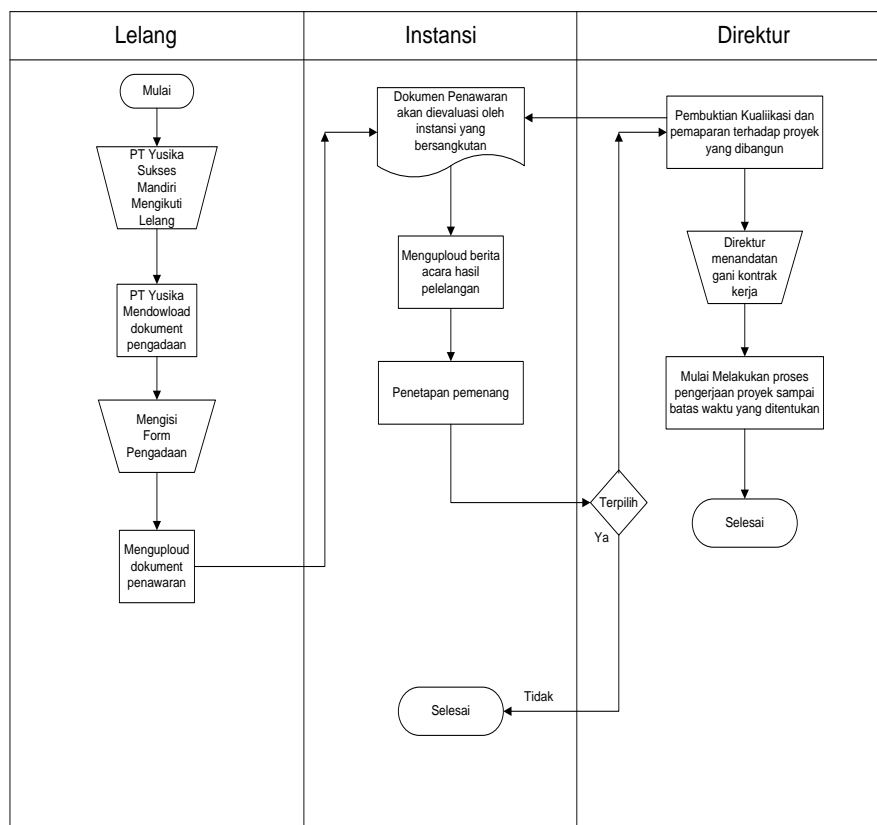 Lelang
Instansi
Direktur
Mulai
PT Yusika
Sukses
Mandiri
Mengikuti
Lelang
PT Yusika
Mendowload
dokument
pengadaan
Mengisi
Form
Pengadaan
Menguploud
dokument
penawaran
Dokumen Penawaran
akan dievaluasi oleh
instansi yang
bersangkutan
Menguploud berita
acara hasil
pelelangan
Penetapan pemenang
Terpilih
Ya
Tidak
Selesai
Pembuktian Kualiikasi dan
pemaparan terhadap proyek
yang dibangun
Direktur
menandatan
gani kontrak
kerja
Mulai Melakukan proses
pengerjaan proyek sampai
batas waktu yang ditentukan
Selesai